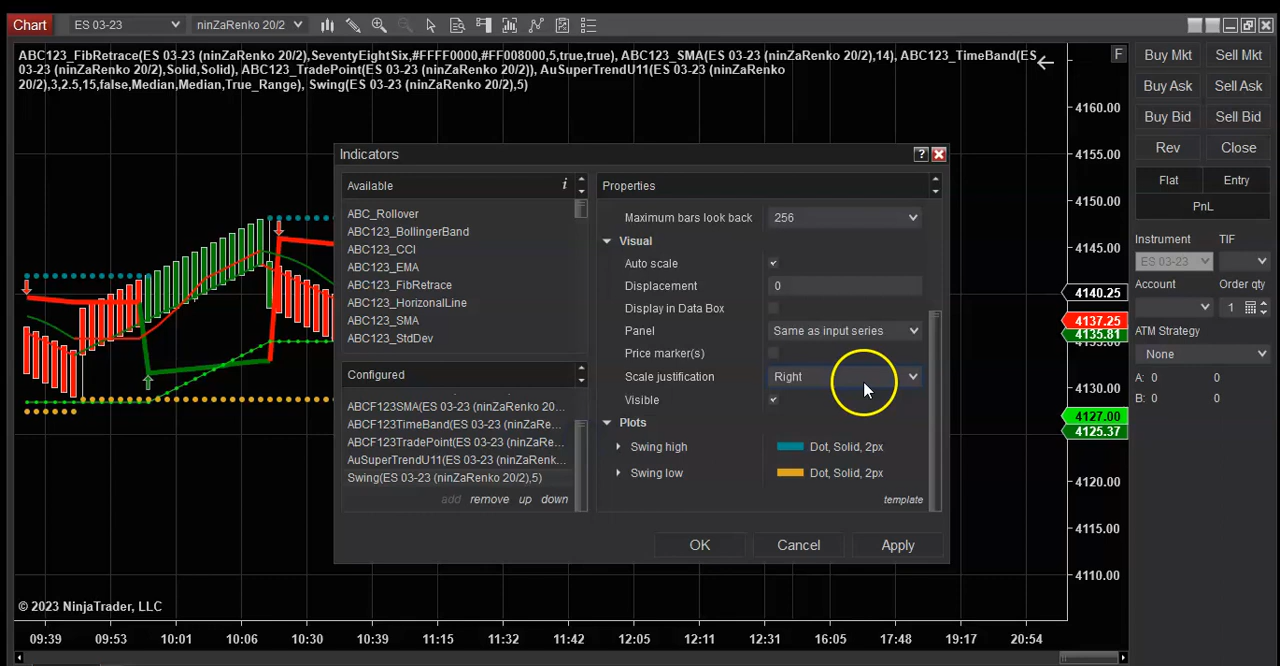 Chart
ES 03-23
ninZaRenko 20/2
ABC123_FibRetrace(ES 03-23 (ninZaRenko 20/2),SeventyEightSix,#FFFF0000,#FF008000,5,true,true), ABC123_SMA(ES 03-23 (ninZaRenko 20/2),14), ABC123_TimeBand(ES
03-23 (ninZaRenko 20/2),Solid,Solid), ABC123_TradePoint(ES 03-23 (ninZaRenko 20/2)), AuSuperTrendU11(ES 03-23 (ninZaRenko
20/2),3,2.5,15,false,Median,Median,True_Range), Swing(ES 03-23 (ninZaRenko 20/2),5)
F
Indicators
?
Available
i
ABC_Rollover
ABC123_BollingerBand
ABC123_CCI
ABC123_EMA
ABC123_FibRetrace
ABC123_HorizonalLine
ABC123_SMA
ABC123_StdDev
Configured
ABCF123SMA(ES 03-23 (ninZaRenko 20...
ABCF123TimeBand(ES 03-23 (ninZaRe...
ABCF123TradePoint(ES 03-23 (ninZaRe...
AuSuperTrendU11(ES 03-23 (ninZaRenk...
Swing(ES 03-23 (ninZaRenko 20/2),5)
add remove up down
Properties
Maximum bars look back 256
Visual
Auto scale
Displacement 0
Display in Data Box
Panel Same as input series
Price marker(s)
Scale justification Right
Visible
Plots
Swing high Dot, Solid, 2px
Swing low Dot, Solid, 2px
template
OK Cancel Apply
4160.00
4155.00
4150.00
4145.00
4140.25
4137.25
4135.81
4130.00
4127.00
4125.37
4120.00
4115.00
4110.00
Buy Mkt Sell Mkt
Buy Ask Sell Ask
Buy Bid Sell Bid
Rev Close
Flat Entry
PnL
Instrument TIF
ES 03-23
Account Order qty
1
ATM Strategy
None
A: 0 0
B: 0 0
© 2023 NinjaTrader, LLC
09:39 09:53 10:01 10:06 10:30 10:39 11:15 11:32 11:42 12:05 12:11 12:31 16:05 17:48 19:17 20:54